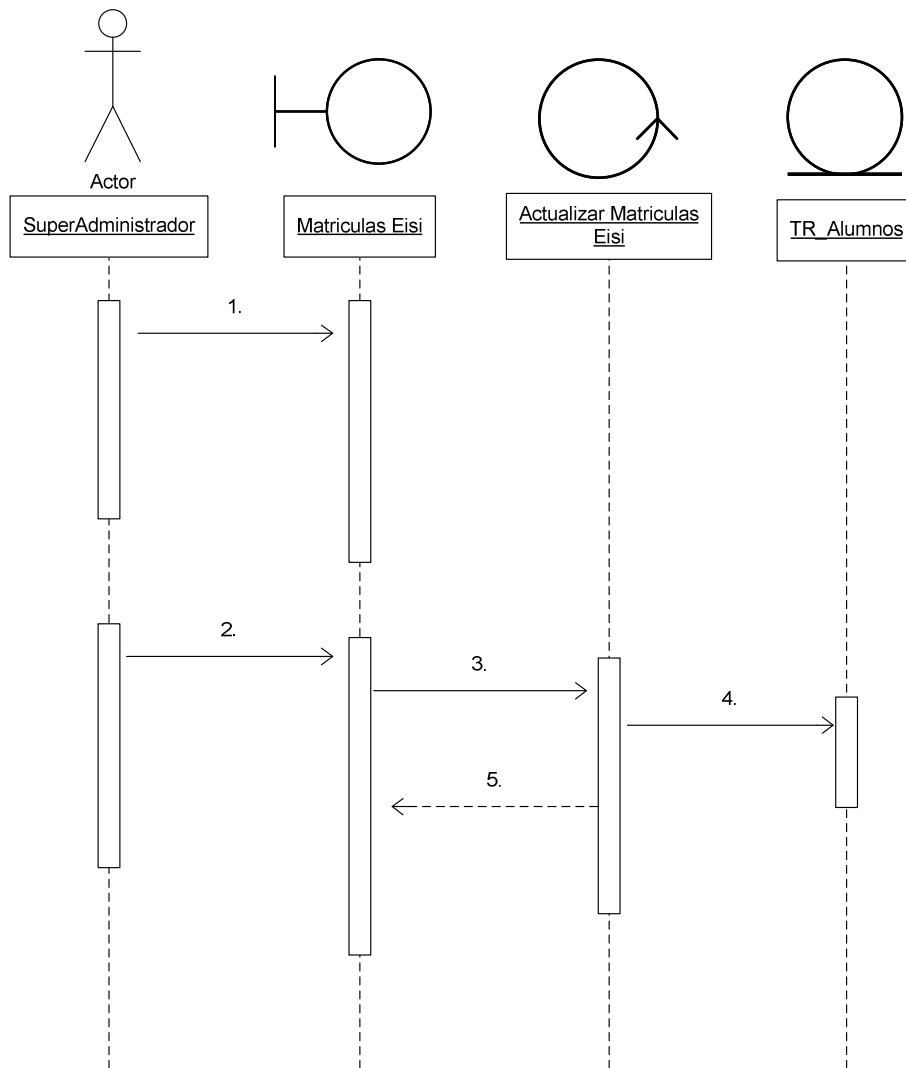 Actor
SuperAdministrador
Matriculas Eisi
Actualizar Matriculas
Eisi
TR_Alumnos
1.
2.
3.
4.
5.